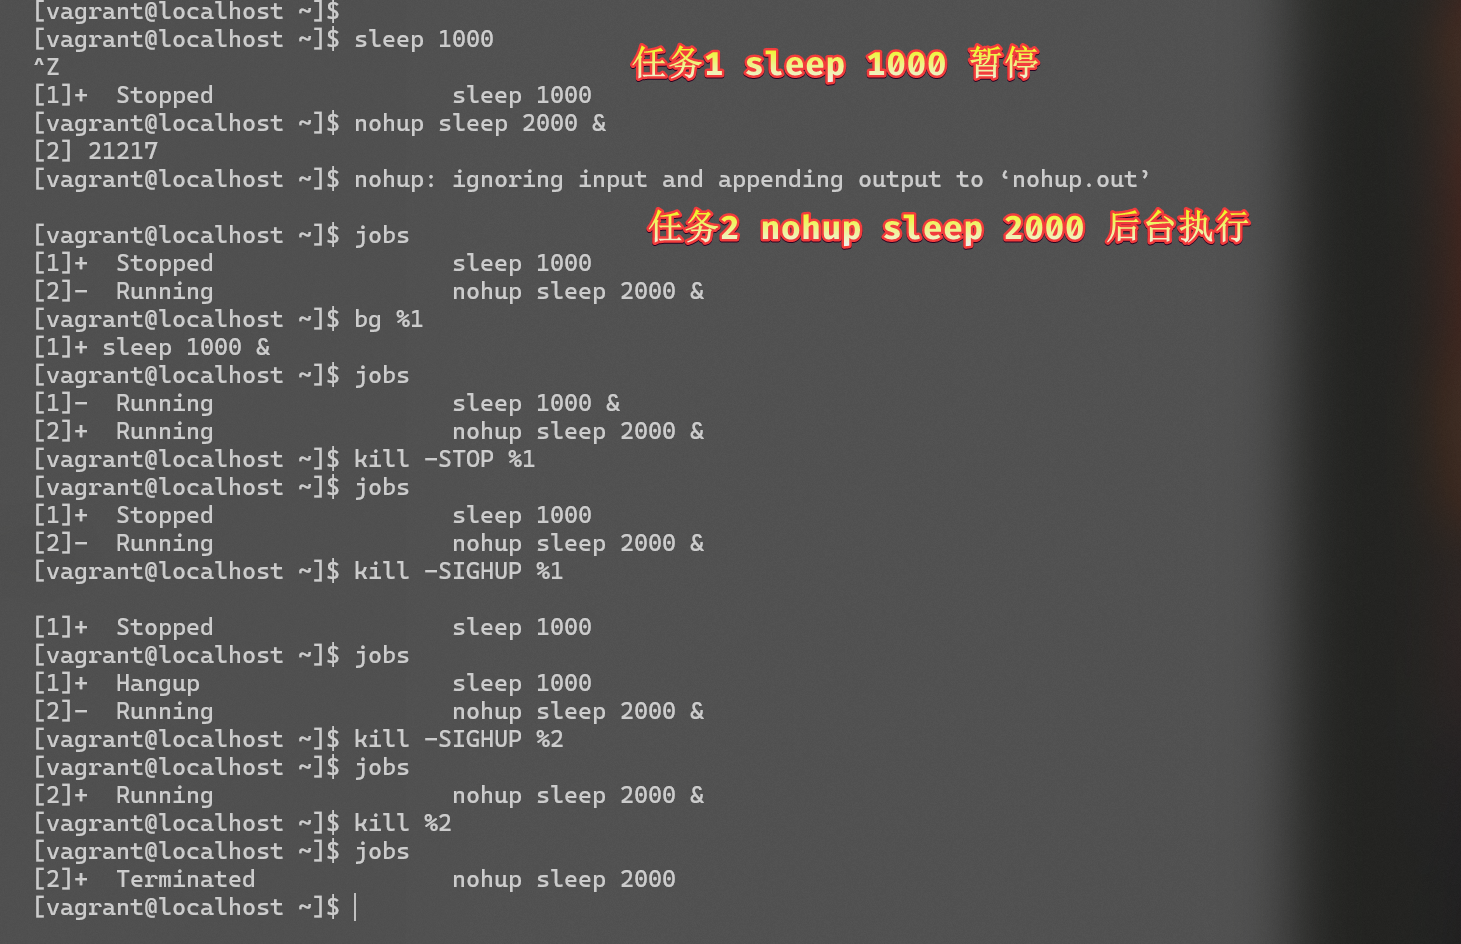 [vagrant@localhost ~]$
[vagrant@localhost ~]$ sleep 1000
任务1 sleep 1000 暂停
^Z
[1]+  Stopped                 sleep 1000
[vagrant@localhost ~]$ nohup sleep 2000 &
[2] 21217
[vagrant@localhost ~]$ nohup: ignoring input and appending output to ‘nohup.out’
任务2 nohup sleep 2000 后台执行
[vagrant@localhost ~]$ jobs
[1]+  Stopped                 sleep 1000
[2]-  Running                 nohup sleep 2000 &
[vagrant@localhost ~]$ bg %1
[1]+ sleep 1000 &
[vagrant@localhost ~]$ jobs
[1]-  Running                 sleep 1000 &
[2]+  Running                 nohup sleep 2000 &
[vagrant@localhost ~]$ kill -STOP %1
[vagrant@localhost ~]$ jobs
[1]+  Stopped                 sleep 1000
[2]-  Running                 nohup sleep 2000 &
[vagrant@localhost ~]$ kill -SIGHUP %1
[1]+  Stopped                 sleep 1000
[vagrant@localhost ~]$ jobs
[1]+  Hangup                  sleep 1000
[2]-  Running                 nohup sleep 2000 &
[vagrant@localhost ~]$ kill -SIGHUP %2
[vagrant@localhost ~]$ jobs
[2]+  Running                 nohup sleep 2000 &
[vagrant@localhost ~]$ kill %2
[vagrant@localhost ~]$ jobs
[2]+  Terminated              nohup sleep 2000
[vagrant@localhost ~]$